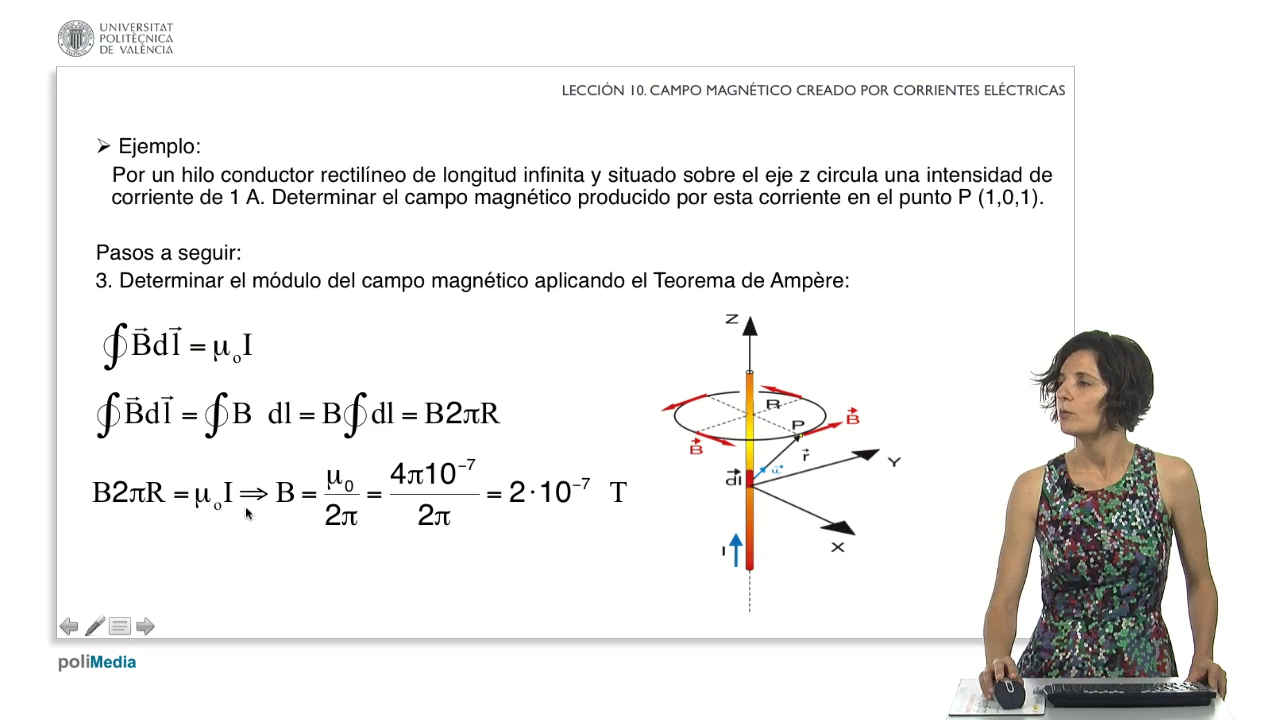 UNIVERSITAT
POLITÈCNICA
DE VALÈNCIA
LECCIÓN 10. CAMPO MAGNÉTICO CREADO POR CORRIENTES ELÉCTRICAS
➤ Ejemplo:
Por un hilo conductor rectilíneo de longitud infinita y situado sobre el eje z circula una intensidad de
corriente de 1 A. Determinar el campo magnético producido por esta corriente en el punto P (1,0,1).
Pasos a seguir:
3. Determinar el módulo del campo magnético aplicando el Teorema de Ampère:
∮B⃗dl⃗ = μ₀I
∮B⃗dl⃗ = ∮B dl = B∮dl = B2πR
B2πR = μ₀I ⇒ B = μ₀/2π = 4π10⁻⁷/2π = 2·10⁻⁷ T
Z
R
P
B⃗
B⃗
r⃗
u⃗
dl⃗
Y
I
X
poliMedia